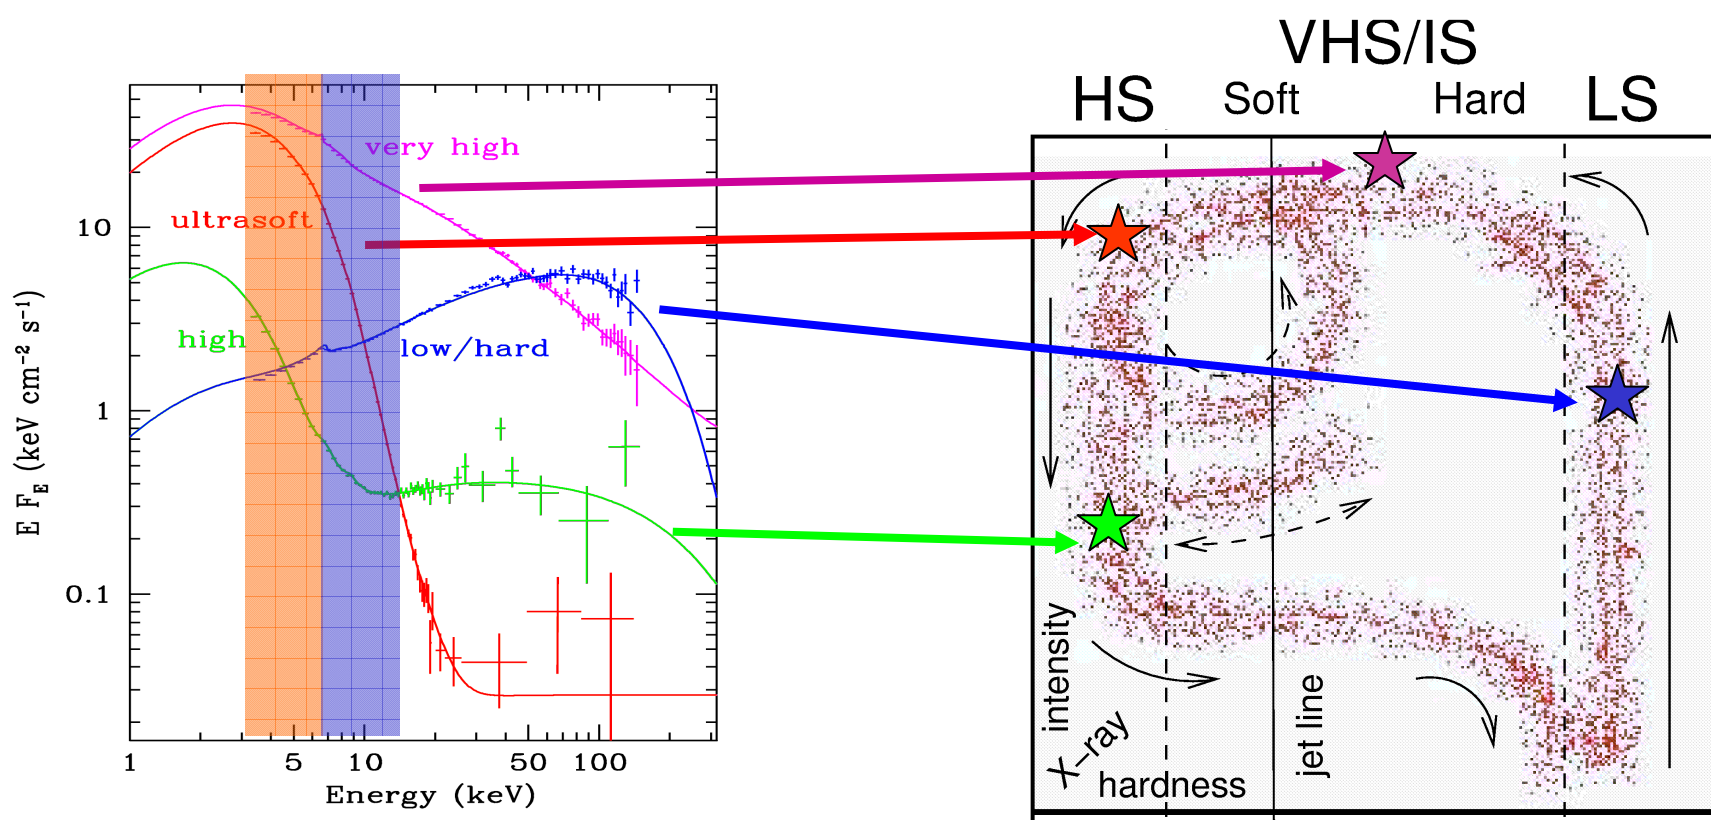 VHS/IS
HS
Soft
Hard
LS
very high
ultrasoft
high
low/hard
10
1
0.1
E F_E (keV cm⁻² s⁻¹)
1
5
10
50
100
Energy (keV)
X-ray intensity
hardness
jet line